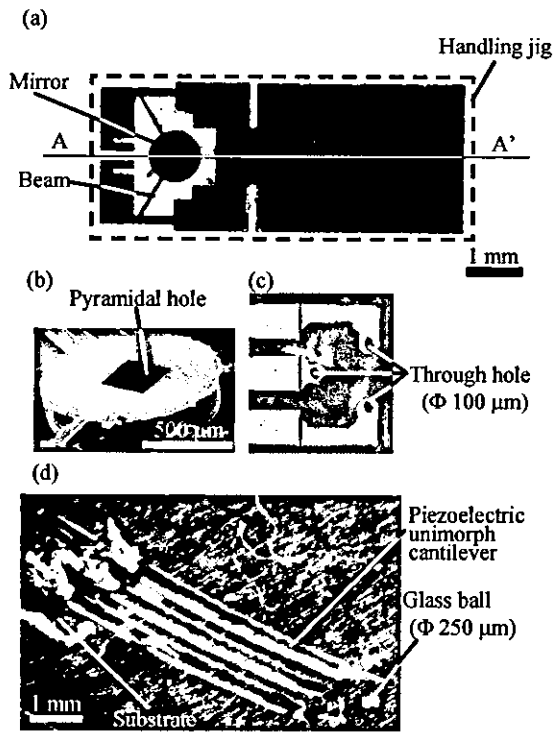 (a)
Handling jig
Mirror
A
A'
Beam
1 mm
(b)
(c)
Pyramidal hole
Through hole
(Φ 100 μm)
500 μm
(d)
Piezoelectric
unimorph
cantilever
Glass ball
(Φ 250 μm)
1 mm
Substrate